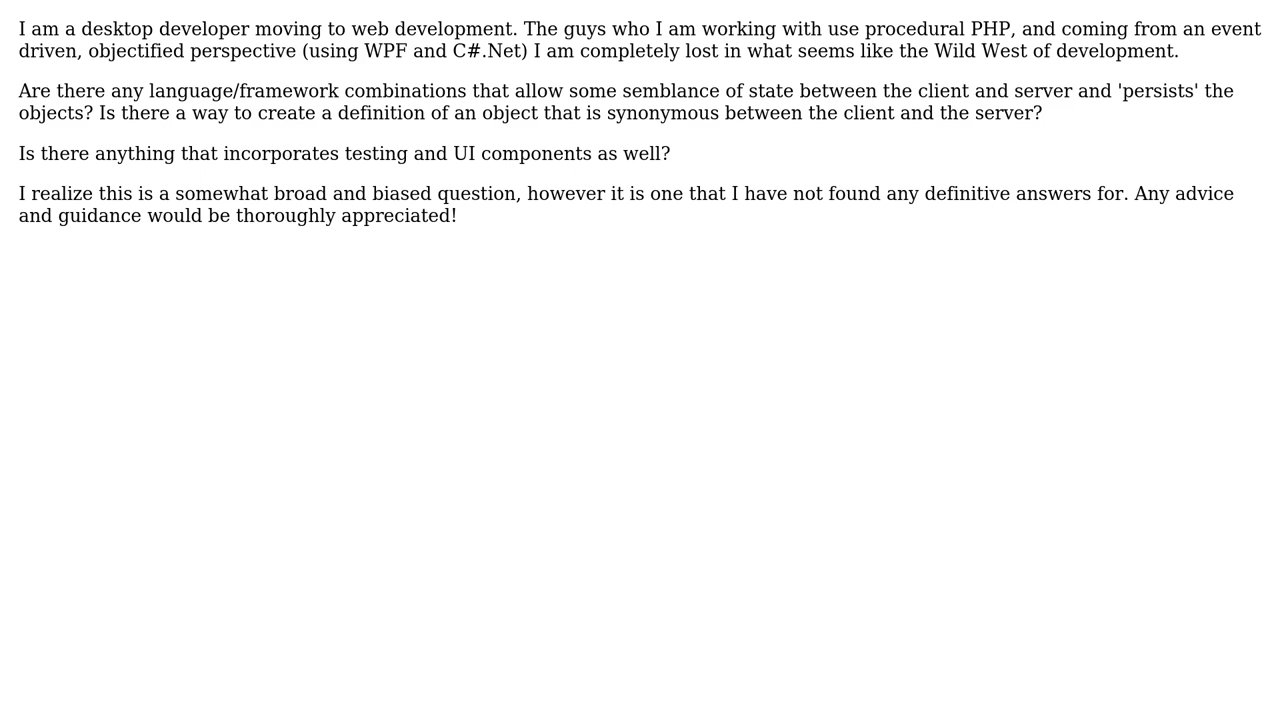 I am a desktop developer moving to web development. The guys who I am working with use procedural PHP, and coming from an event
driven, objectified perspective (using WPF and C#.Net) I am completely lost in what seems like the Wild West of development.
Are there any language/framework combinations that allow some semblance of state between the client and server and 'persists' the
objects? Is there a way to create a definition of an object that is synonymous between the client and the server?
Is there anything that incorporates testing and UI components as well?
I realize this is a somewhat broad and biased question, however it is one that I have not found any definitive answers for. Any advice
and guidance would be thoroughly appreciated!